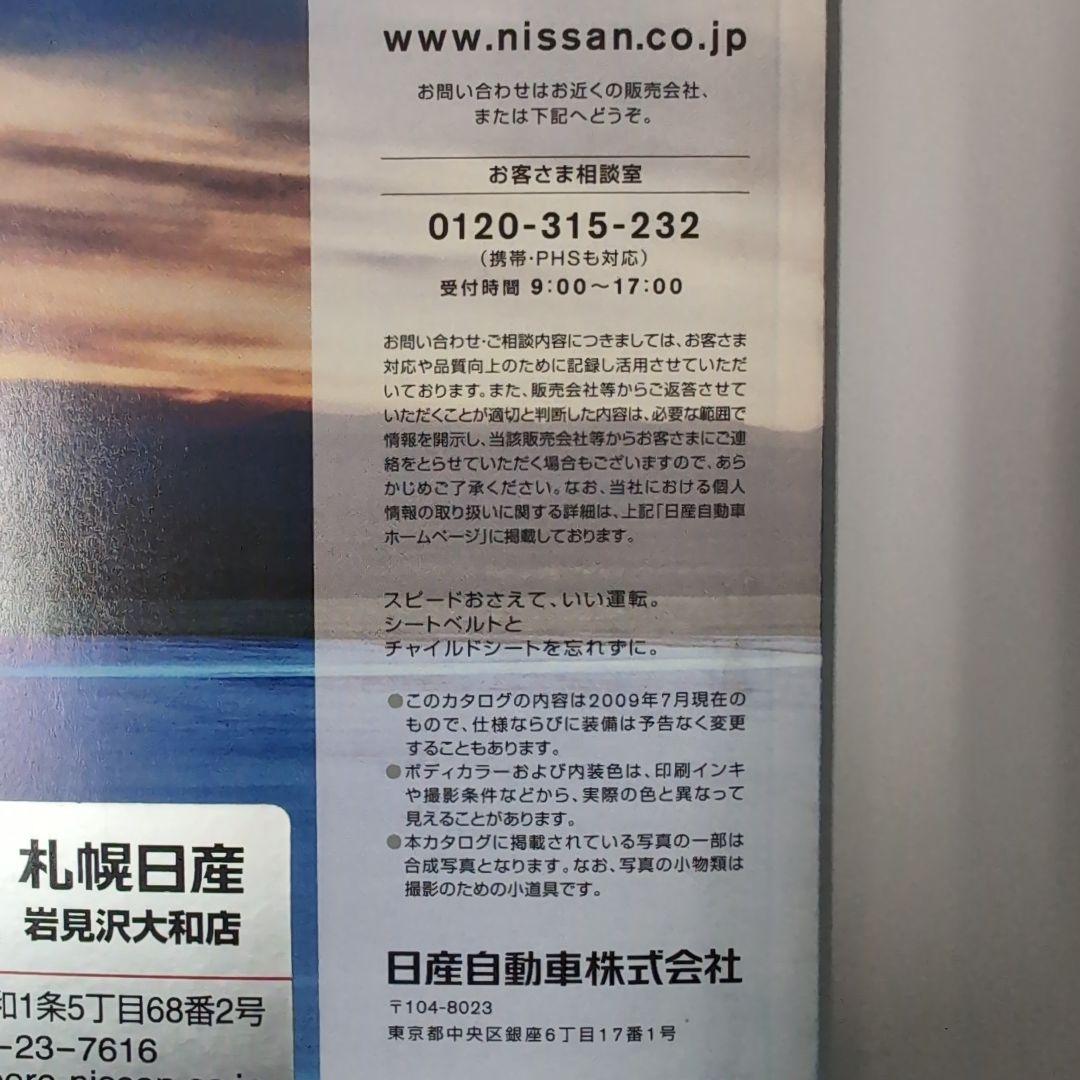 www.nissan.co.jp
お問い合わせはお近くの販売会社、
または下記へどうぞ。
お客さま相談室
0120-315-232
（携帯・PHSも対応）
受付時間 9:00〜17:00
お問い合わせ・ご相談内容につきましては、お客さま
対応や品質向上のために記録し活用させていただ
いております。また、販売会社等からご返答させて
いただくことが適切と判断した内容は、必要な範囲で
情報を開示し、当該販売会社等からお客さまにご連
絡をとらせていただく場合もございますので、あら
かじめご了承ください。なお、当社における個人
情報の取り扱いに関する詳細は、上記「日産自動車
ホームページ」に掲載しております。
スピードおさえて、いい運転。
シートベルトと
チャイルドシートを忘れずに。
●このカタログの内容は2009年7月現在の
もので、仕様ならびに装備は予告なく変更
することもあります。
●ボディカラーおよび内装色は、印刷インキ
や撮影条件などから、実際の色と異なって
見えることがあります。
●本カタログに掲載されている写真の一部は
合成写真となります。なお、写真の小物類は
撮影のための小道具です。
日産自動車株式会社
〒104-8023
東京都中央区銀座6丁目17番1号
札幌日産
岩見沢大和店
和1条5丁目68番2号
-23-7616